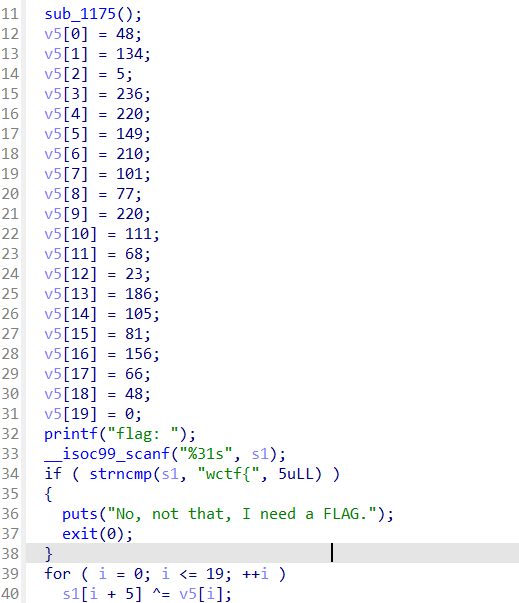 11 sub_1175();
12 v5[0] = 48;
13 v5[1] = 134;
14 v5[2] = 5;
15 v5[3] = 236;
16 v5[4] = 220;
17 v5[5] = 149;
18 v5[6] = 210;
19 v5[7] = 101;
20 v5[8] = 77;
21 v5[9] = 220;
22 v5[10] = 111;
23 v5[11] = 68;
24 v5[12] = 23;
25 v5[13] = 186;
26 v5[14] = 105;
27 v5[15] = 81;
28 v5[16] = 156;
29 v5[17] = 66;
30 v5[18] = 48;
31 v5[19] = 0;
32 printf("flag: ");
33 __isoc99_scanf("%31s", s1);
34 if ( strncmp(s1, "wctf{", 5uLL) )
35 {
36 puts("No, not that, I need a FLAG.");
37 exit(0);
38 }
39 for ( i = 0; i <= 19; ++i )
40 s1[i + 5] ^= v5[i];